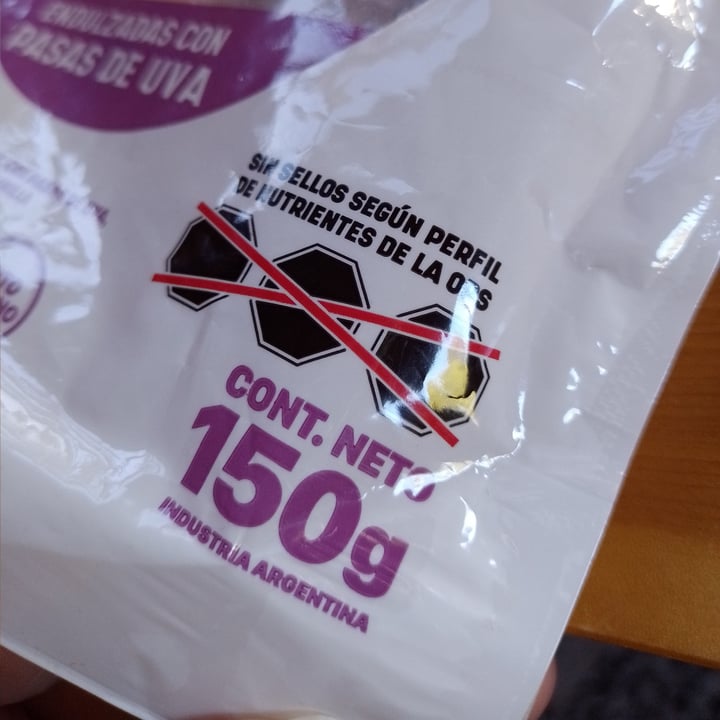 ENDULZADAS CON
PASAS DE UVA
SIN SELLOS SEGÚN PERFIL
DE NUTRIENTES DE LA OPS
CONT. NETO
150g
INDUSTRIA ARGENTINA